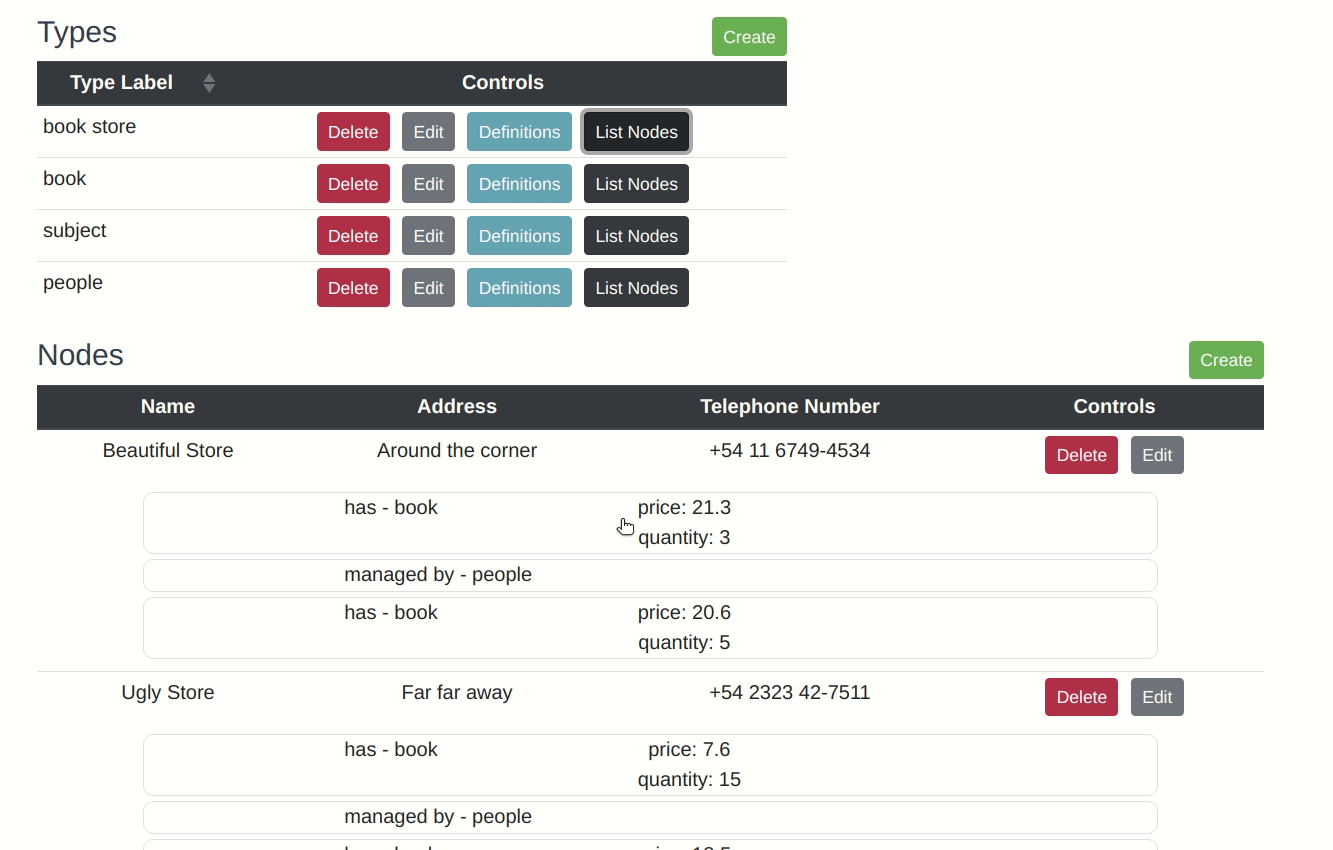 Types
Create
Type Label Controls
book store Delete Edit Definitions List Nodes
book Delete Edit Definitions List Nodes
subject Delete Edit Definitions List Nodes
people Delete Edit Definitions List Nodes
Nodes
Create
Name Address Telephone Number Controls
Beautiful Store Around the corner +54 11 6749-4534 Delete Edit
has - book price: 21.3
quantity: 3
managed by - people
has - book price: 20.6
quantity: 5
Ugly Store Far far away +54 2323 42-7511 Delete Edit
has - book price: 7.6
quantity: 15
managed by - people